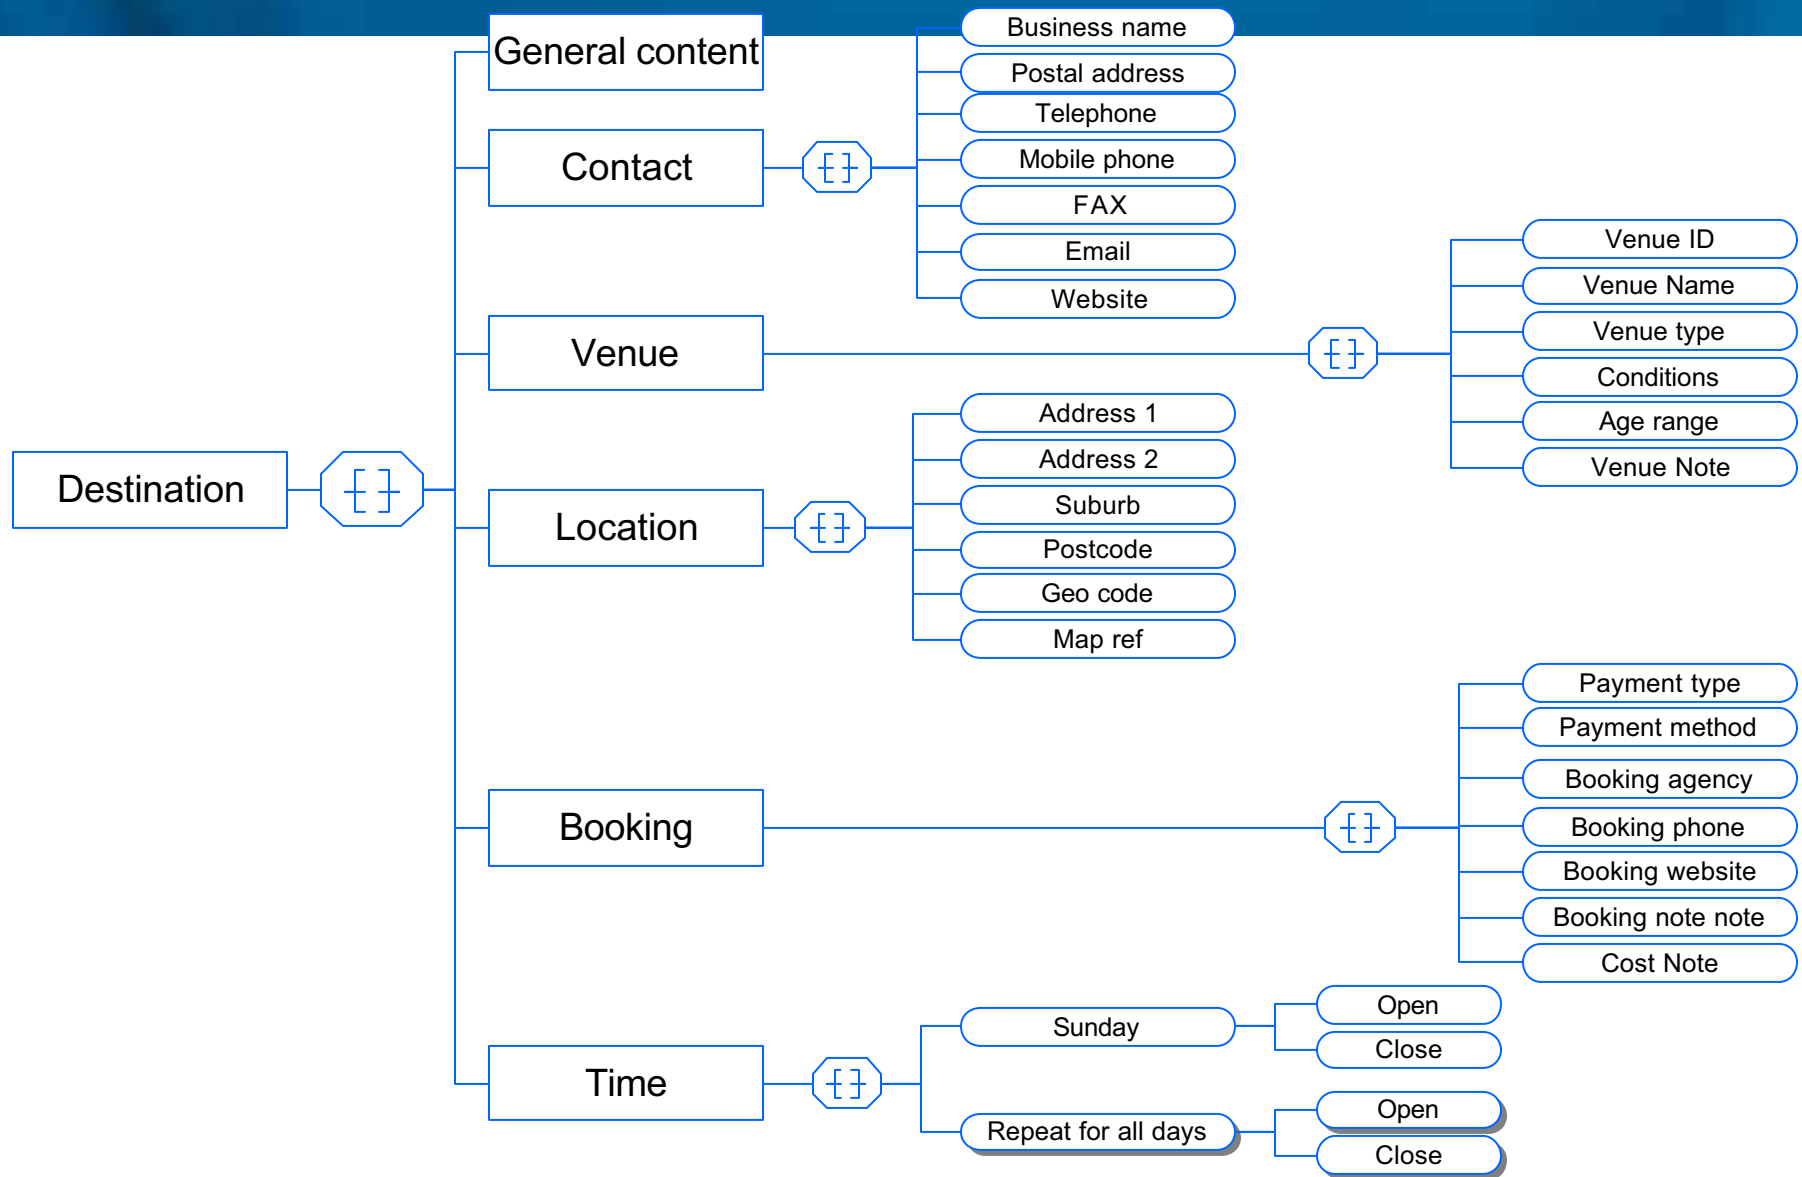 General content
Business name
Postal address
Telephone
Contact
Mobile phone
FAX
Email
Website
Venue
Venue ID
Venue Name
Venue type
Conditions
Age range
Venue Note
Destination
Location
Address 1
Address 2
Suburb
Postcode
Geo code
Map ref
Booking
Payment type
Payment method
Booking agency
Booking phone
Booking website
Booking note note
Cost Note
Time
Sunday
Open
Close
Repeat for all days
Open
Close